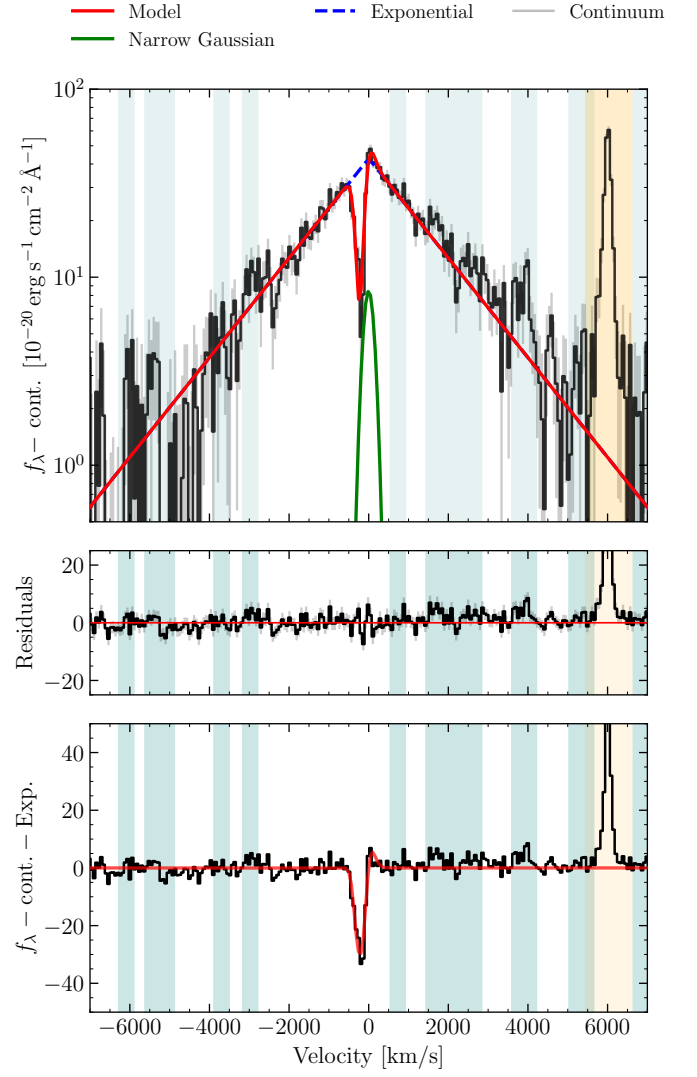 Model
Exponential
Continuum
Narrow Gaussian
10²
10¹
10⁰
f_λ − cont. [10⁻²⁰ erg s⁻¹ cm⁻² Å⁻¹]
20
0
−20
Residuals
40
20
0
−20
−40
f_λ − cont. − Exp.
−6000 −4000 −2000 0 2000 4000 6000
Velocity [km/s]